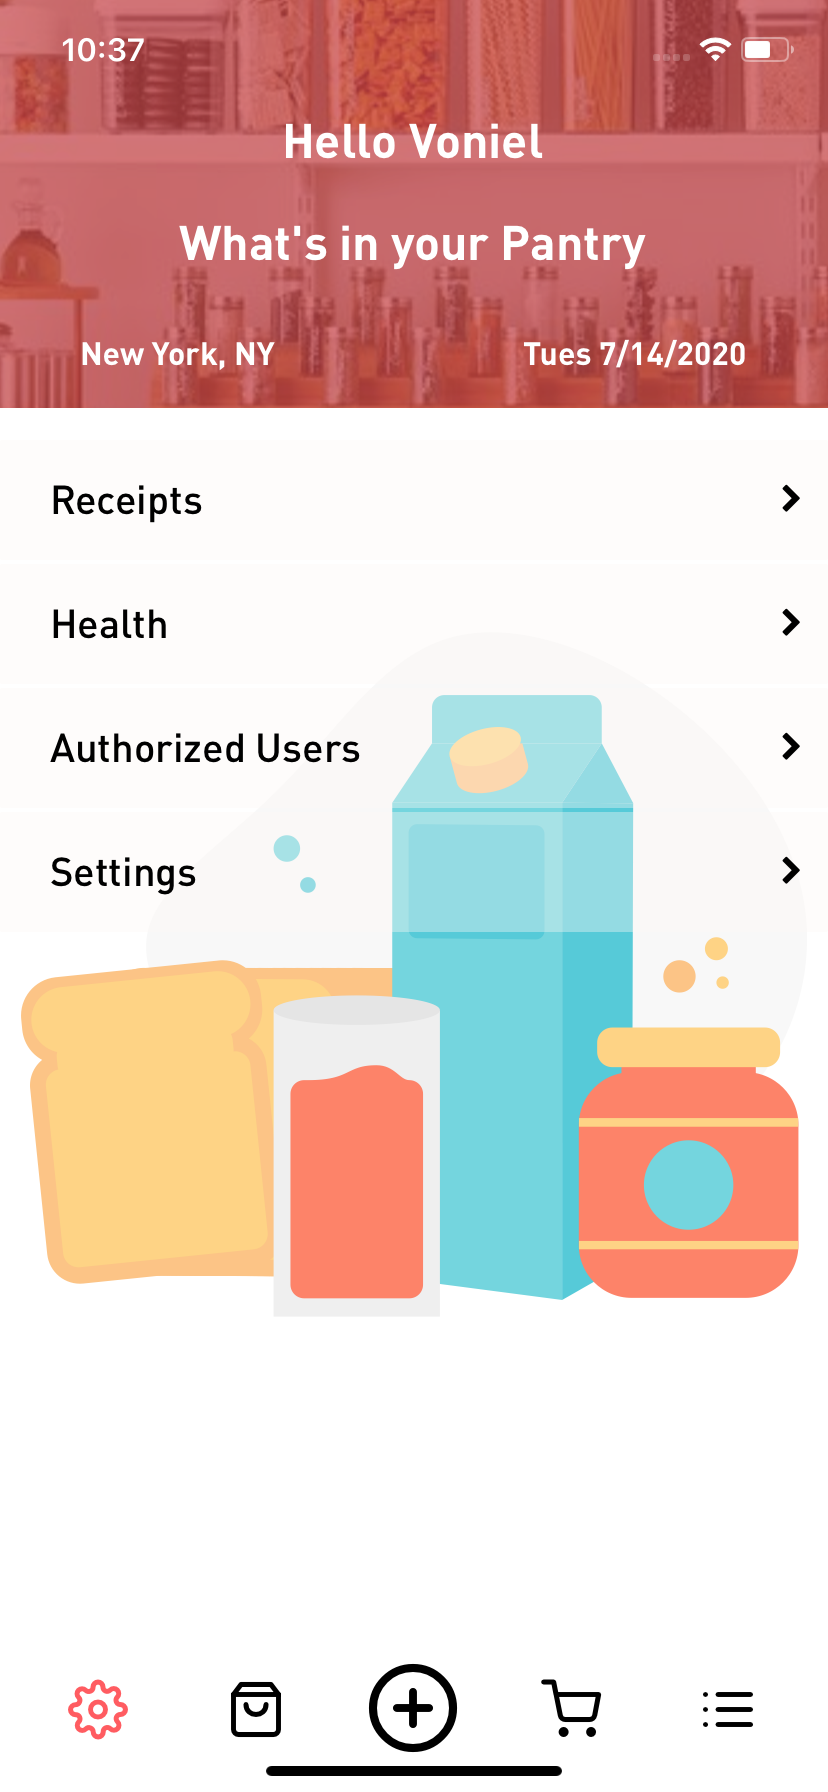 10:37
Hello Voniel
What's in your Pantry
New York, NY
Tues 7/14/2020
Receipts
Health
Authorized Users
Settings